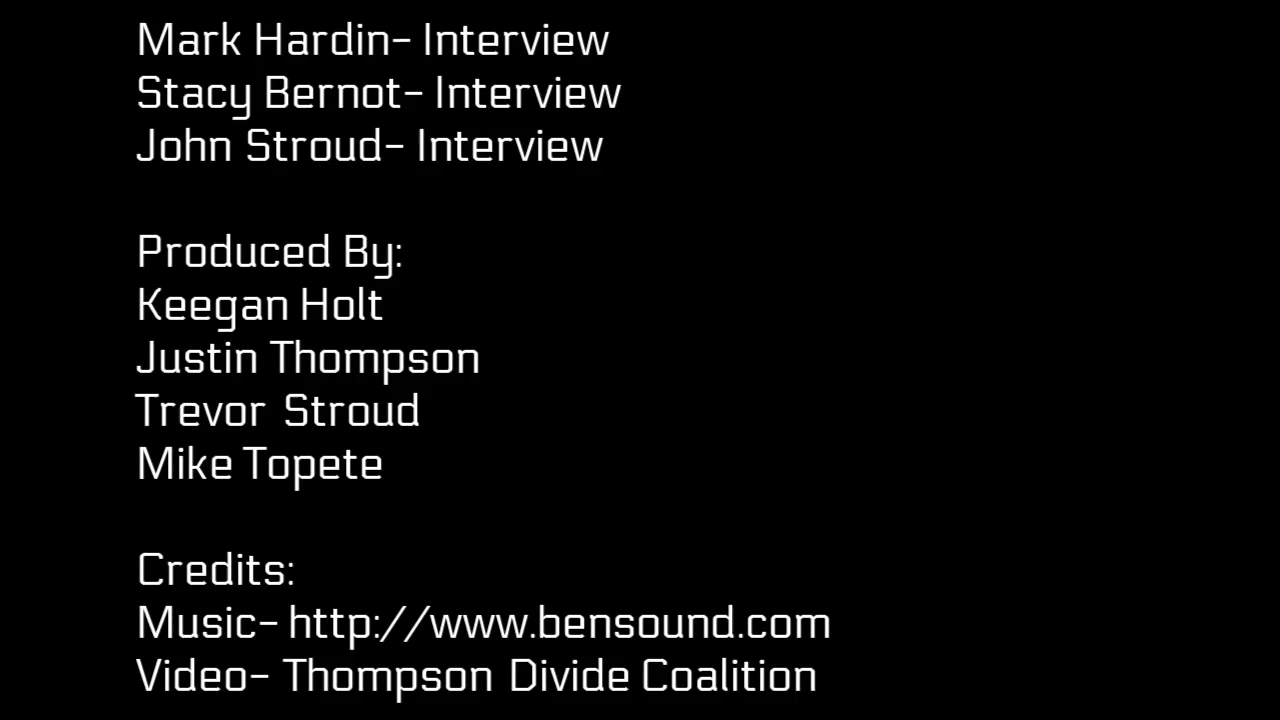 Mark Hardin- Interview
Stacy Bernot- Interview
John Stroud- Interview
Produced By:
Keegan Holt
Justin Thompson
Trevor Stroud
Mike Topete
Credits:
Music- http://www.bensound.com
Video- Thompson Divide Coalition